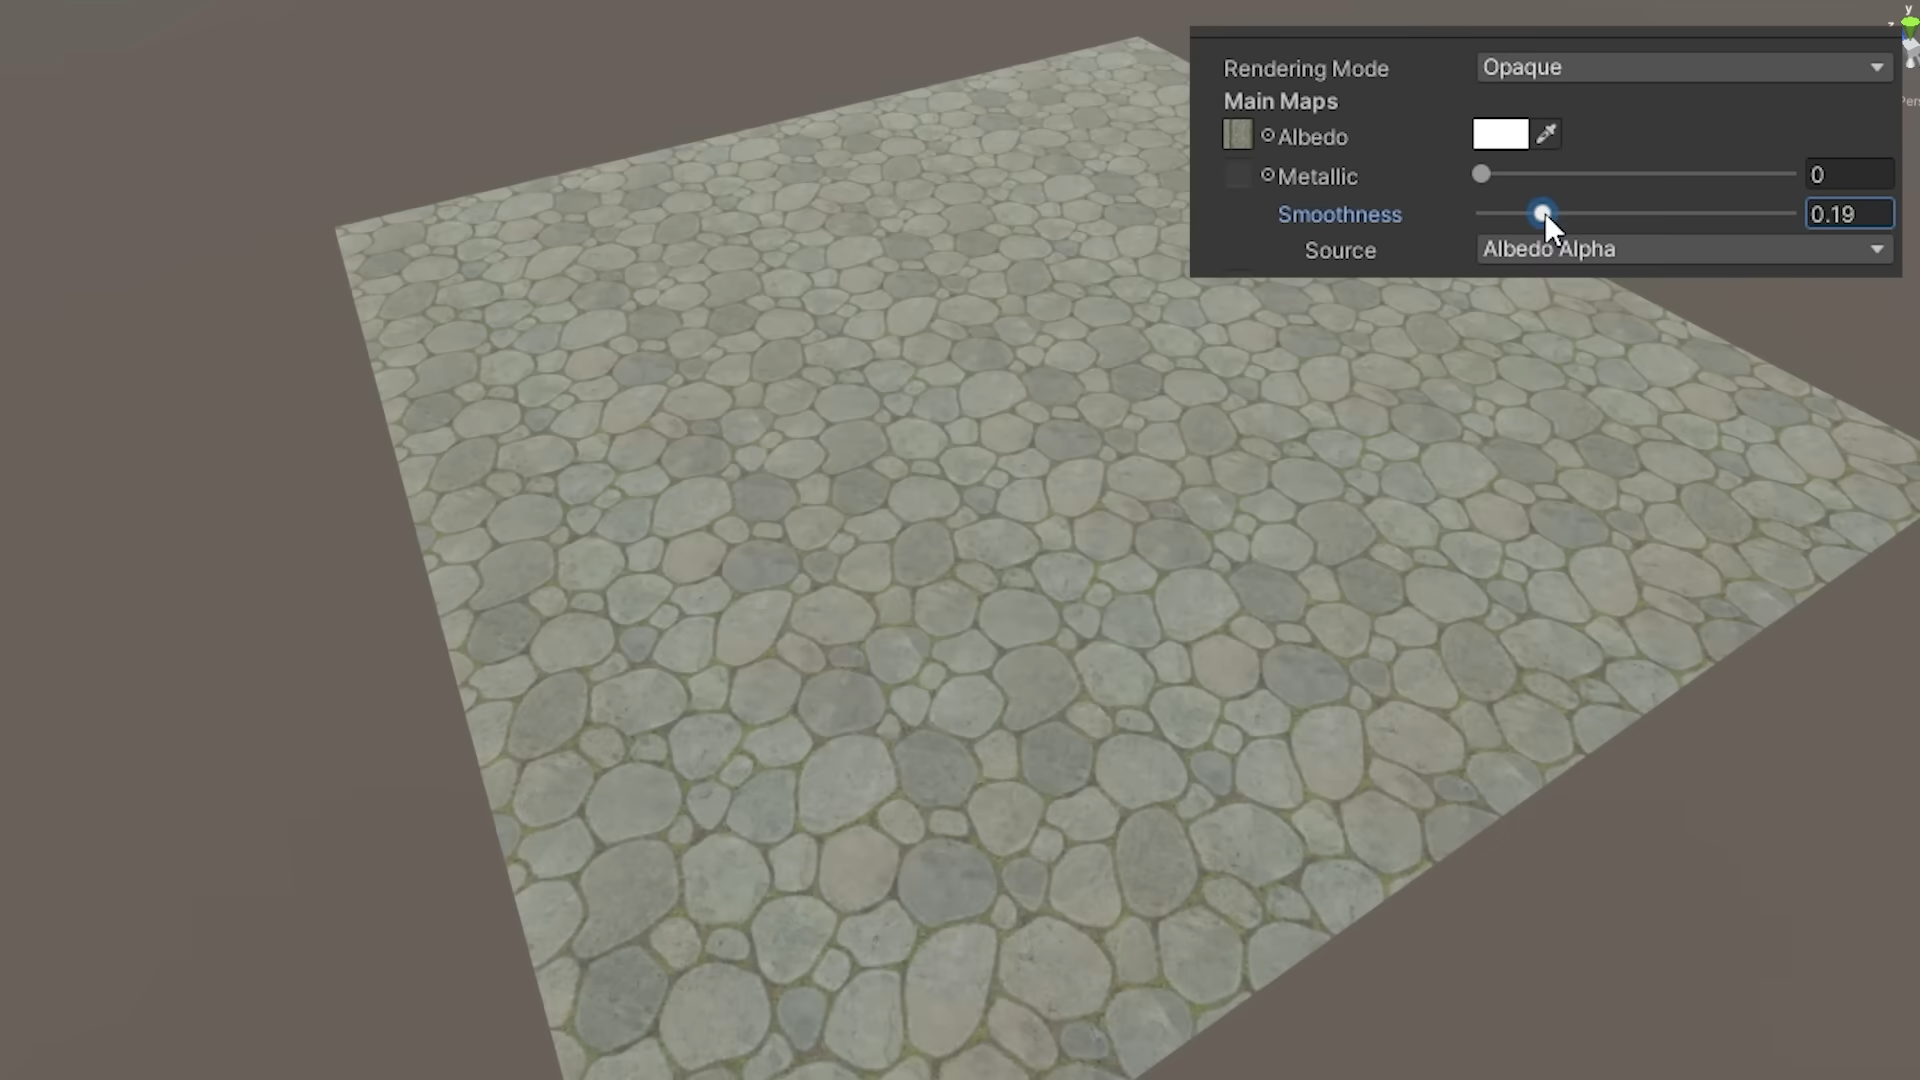 y
Rendering Mode Opaque
Main Maps
Albedo
Metallic 0
Smoothness 0.19
Source Albedo Alpha